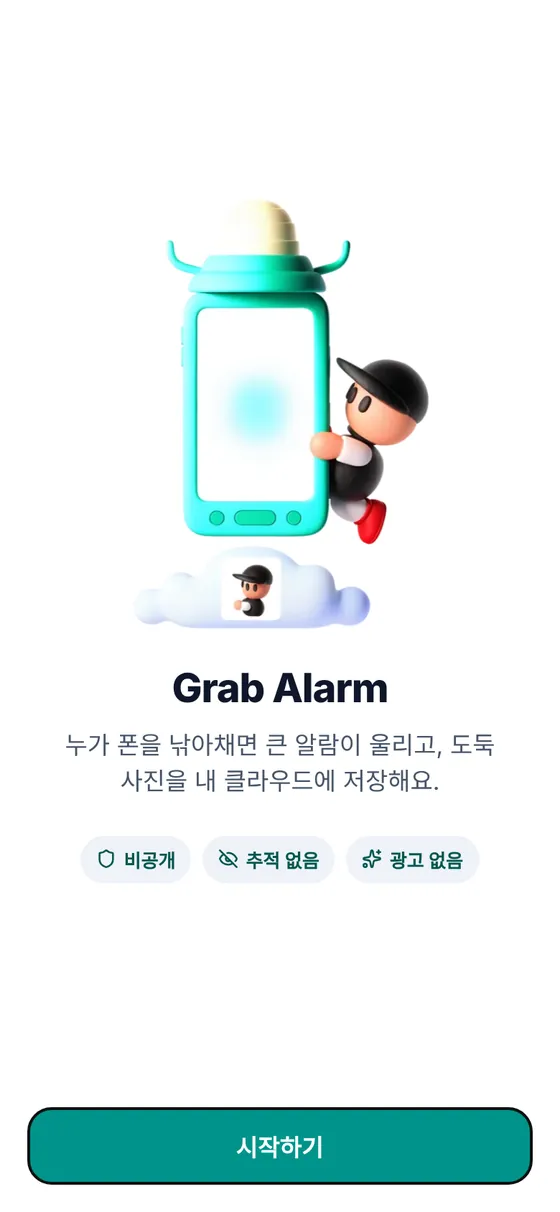 Grab Alarm
누가 폰을 낚아채면 큰 알람이 울리고, 도둑
사진을 내 클라우드에 저장해요.
비공개
추적 없음
광고 없음
시작하기